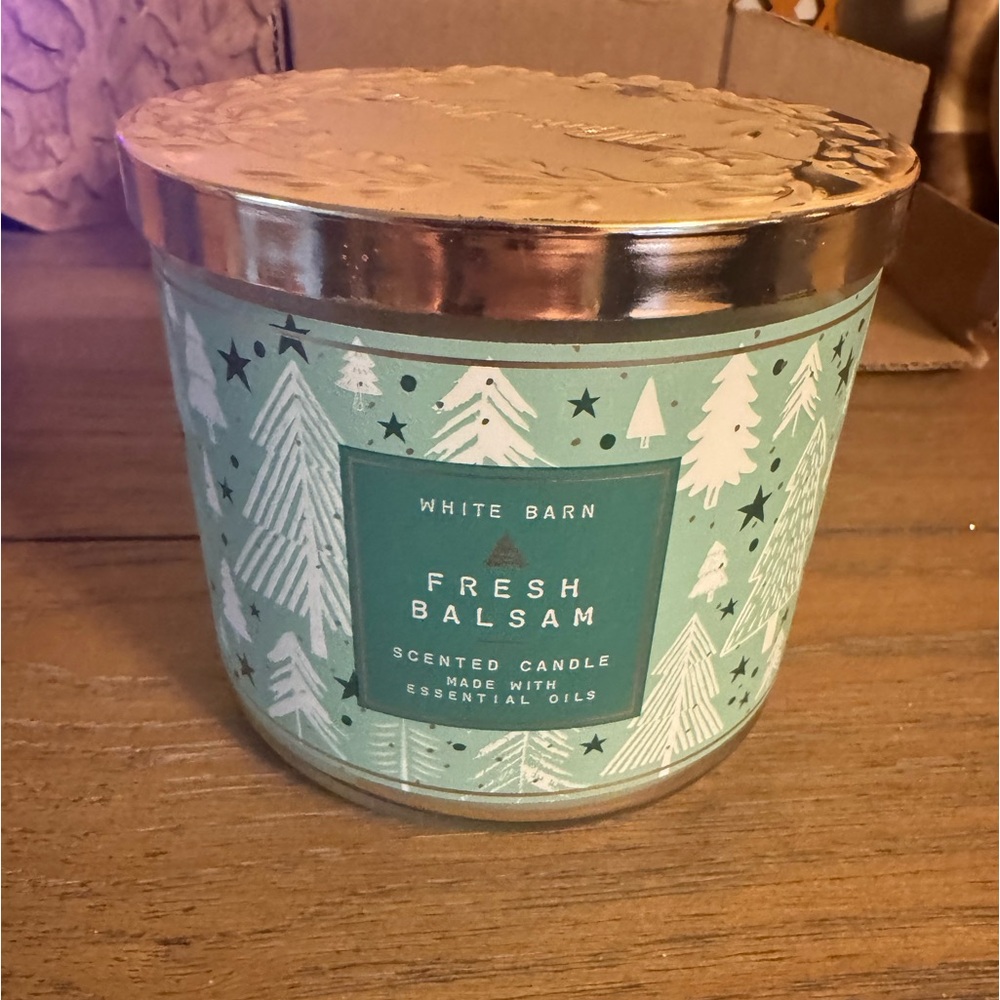 WHITE BARN
FRESH
BALSAM
SCENTED CANDLE
MADE WITH
ESSENTIAL OILS